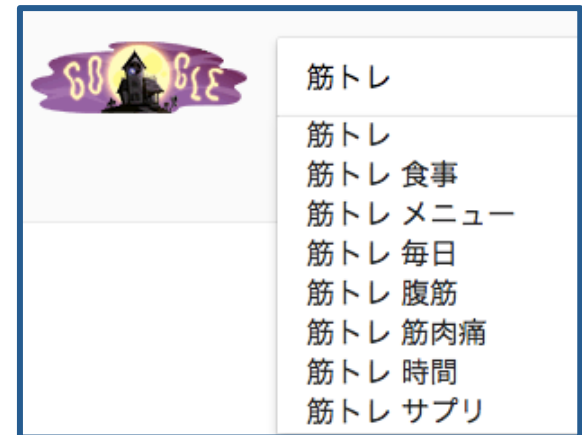 GOOGLE
筋トレ
筋トレ
筋トレ 食事
筋トレ メニュー
筋トレ 毎日
筋トレ 腹筋
筋トレ 筋肉痛
筋トレ 時間
筋トレ サプリ